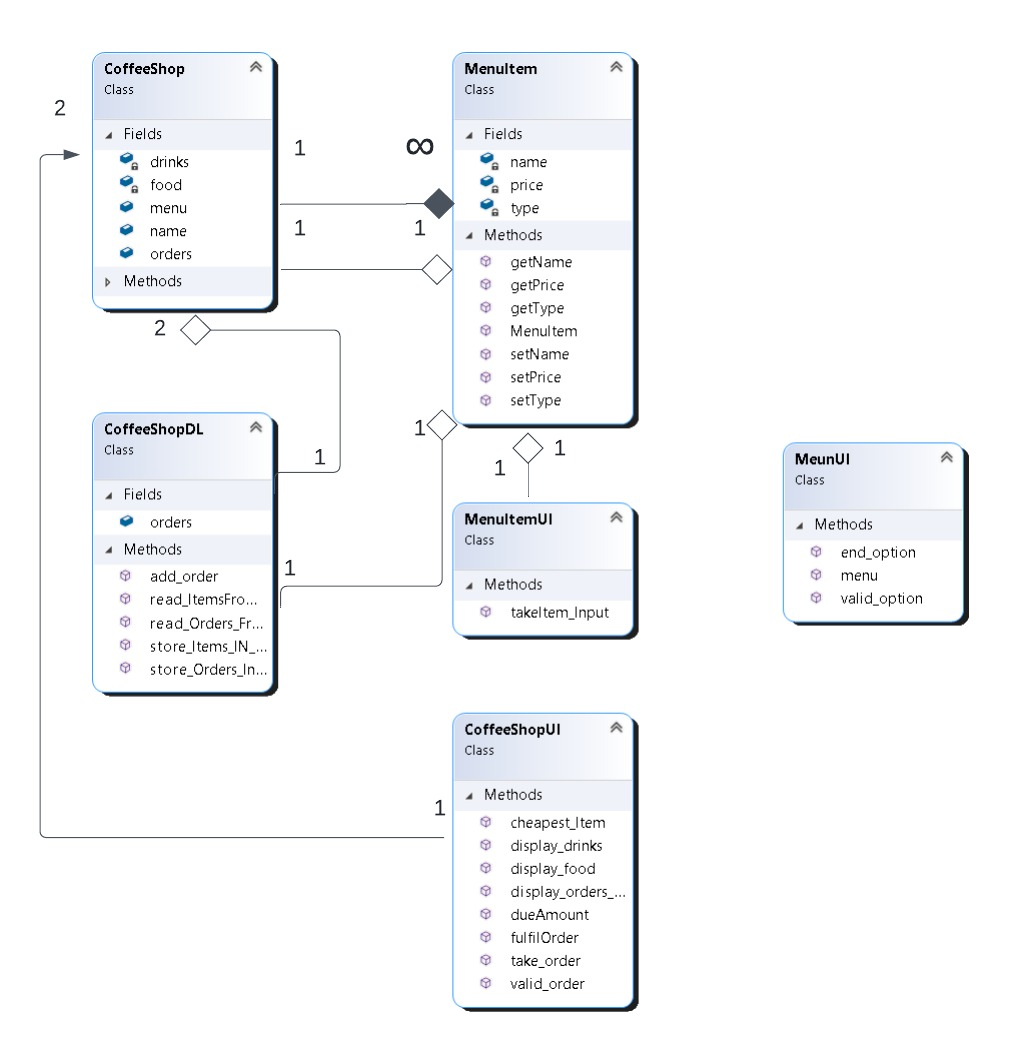 CoffeeShop
Class
Fields
drinks
food
menu
name
orders
Methods
2
1
∞
1
1
MenuItem
Class
Fields
name
price
type
Methods
getName
getPrice
getType
MenuItem
setName
setPrice
setType
2
1
CoffeeShopDL
Class
Fields
orders
Methods
add_order
read_ItemsFro...
read_Orders_Fr...
store_Items_IN_...
store_Orders_In...
1
1
1
1
MenuItemUI
Class
Methods
takeItem_Input
MeunUI
Class
Methods
end_option
menu
valid_option
1
CoffeeShopUI
Class
Methods
cheapest_Item
display_drinks
display_food
display_orders_...
dueAmount
fulfilOrder
take_order
valid_order